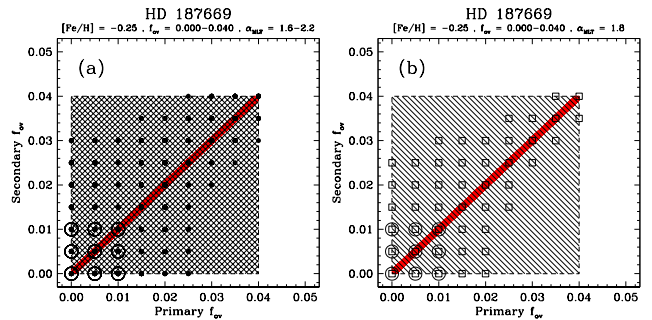 HD 187669
[Fe/H] = −0.25 , f_ov = 0.000−0.040 , α_MLT = 1.6−2.2
(a)
0.05
0.04
0.03
0.02
0.01
0.00
Secondary f_ov
0.00 0.01 0.02 0.03 0.04 0.05
Primary f_ov
HD 187669
[Fe/H] = −0.25 , f_ov = 0.000−0.040 , α_MLT = 1.8
(b)
0.05
0.04
0.03
0.02
0.01
0.00
Secondary f_ov
0.00 0.01 0.02 0.03 0.04 0.05
Primary f_ov